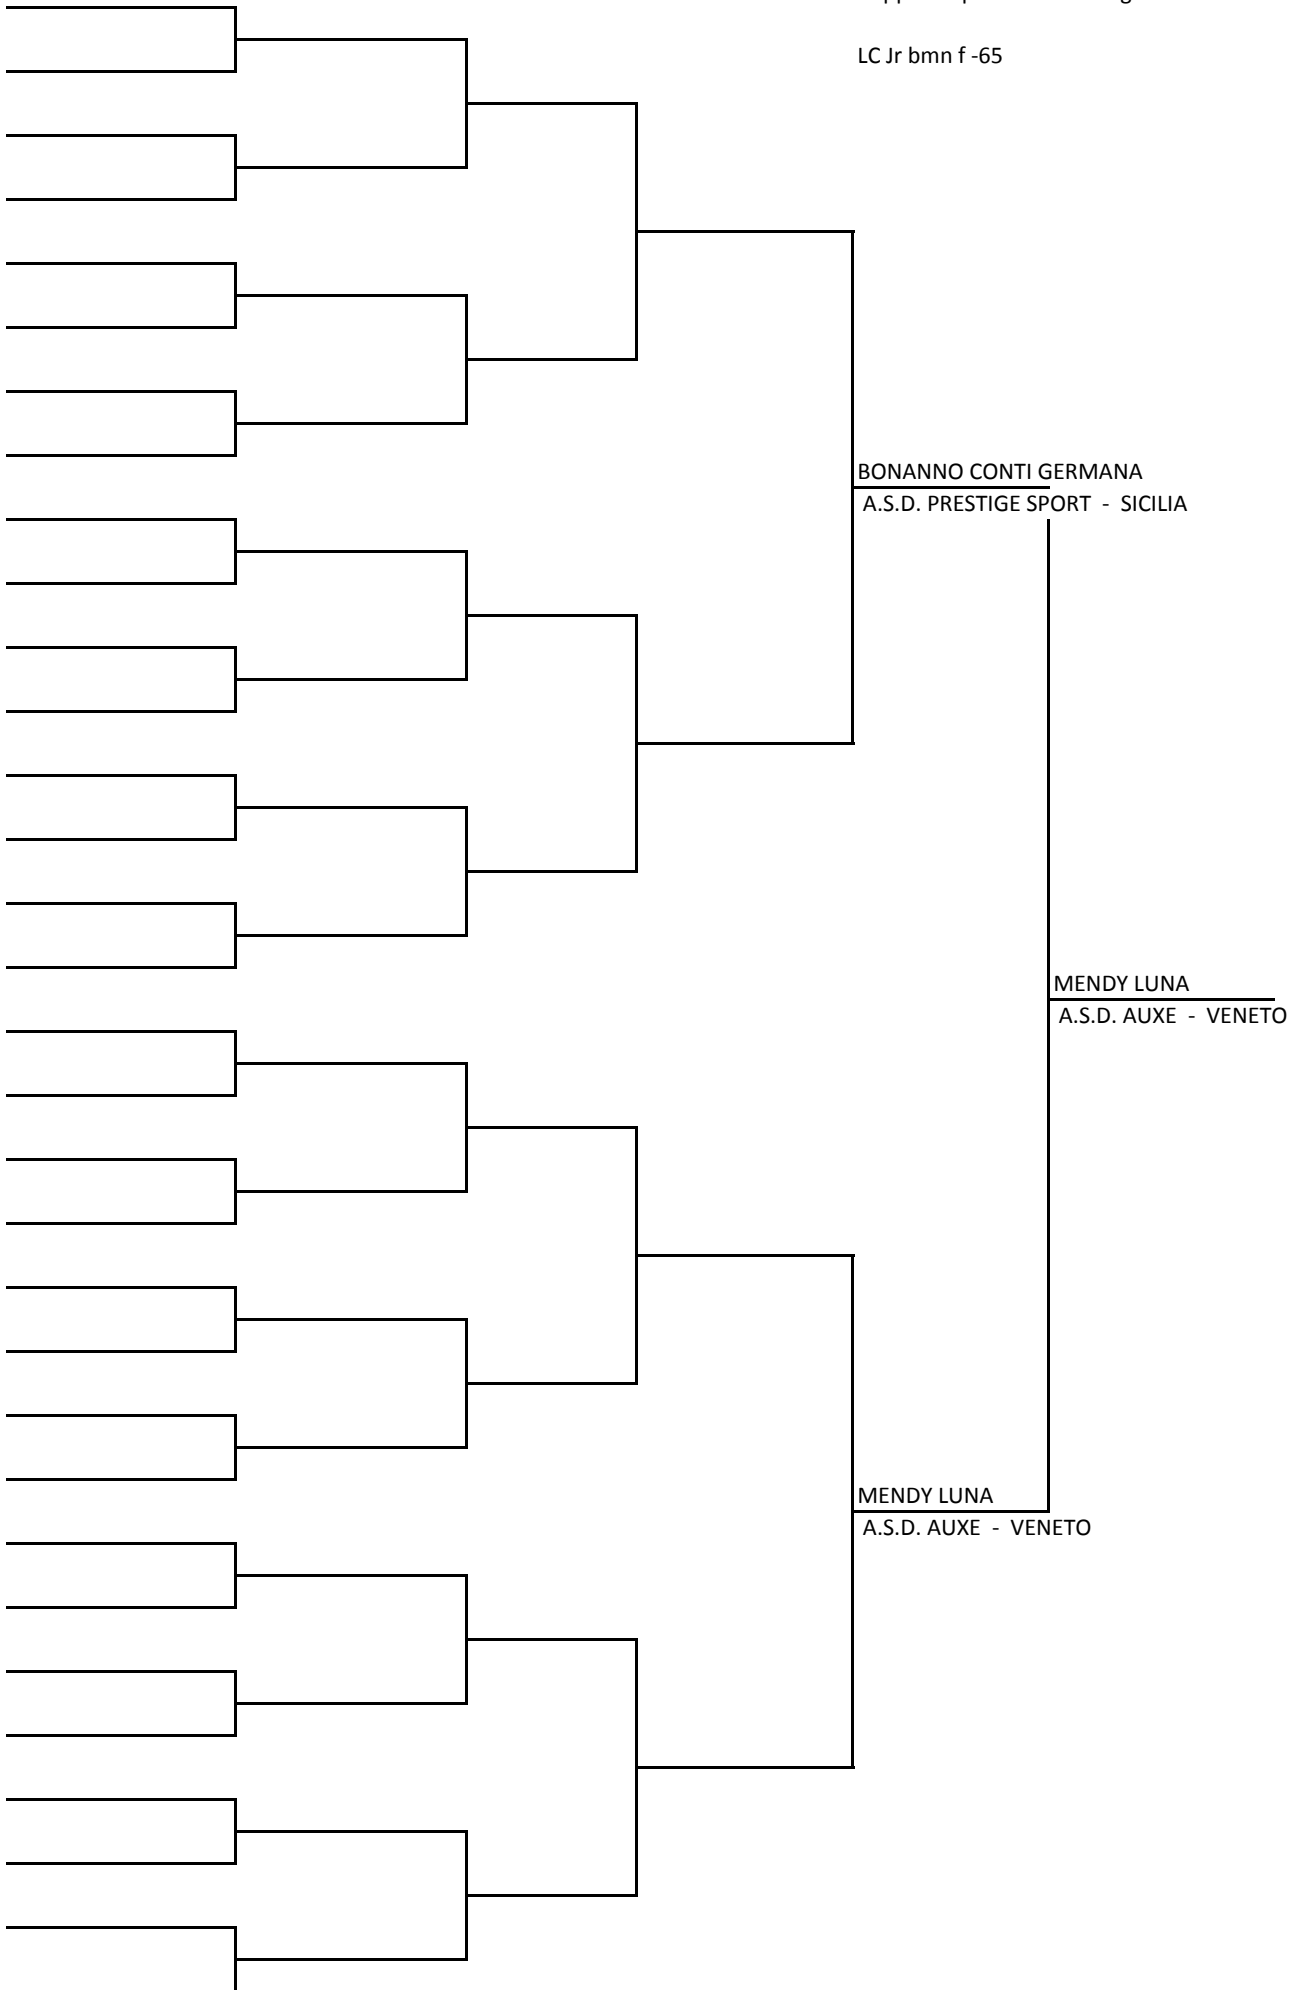 LC Jr bmn f -65
BONANNO CONTI GERMANA
A.S.D. PRESTIGE SPORT - SICILIA
MENDY LUNA
A.S.D. AUXE - VENETO
MENDY LUNA
A.S.D. AUXE - VENETO